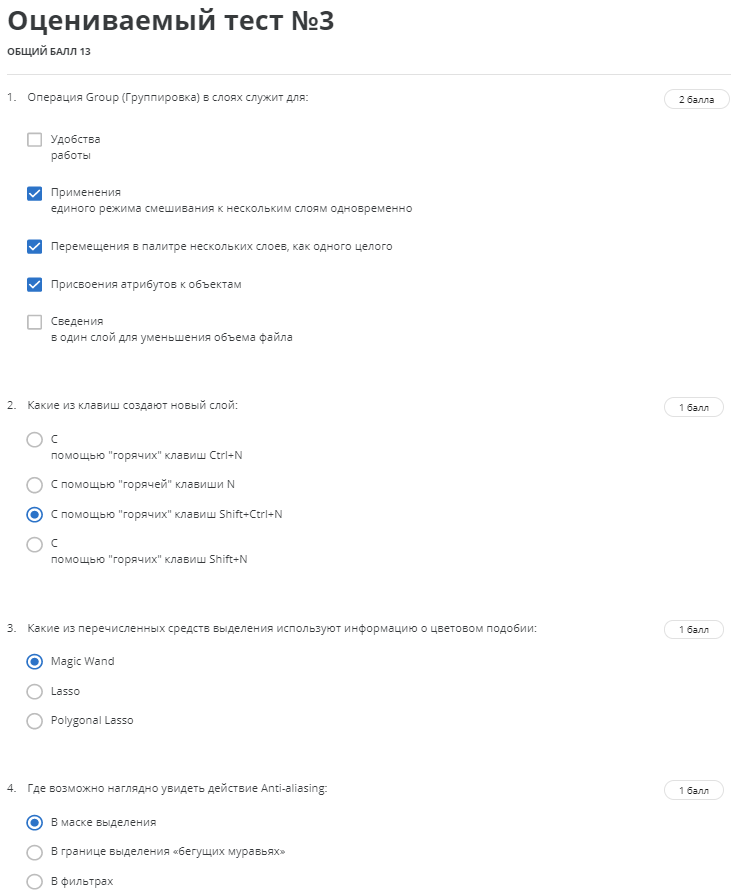 Оцениваемый тест №3
ОБЩИЙ БАЛЛ 13
1. Операция Group (Группировка) в слоях служит для:
2 балла
Удобства
работы
Применения
единого режима смешивания к нескольким слоям одновременно
Перемещения в палитре нескольких слоев, как одного целого
Присвоения атрибутов к объектам
Сведения
в один слой для уменьшения объема файла
2. Какие из клавиш создают новый слой:
1 балл
С
помощью "горячих" клавиш Ctrl+N
С помощью "горячей" клавиши N
С помощью "горячих" клавиш Shift+Ctrl+N
С
помощью "горячих" клавиш Shift+N
3. Какие из перечисленных средств выделения используют информацию о цветовом подобии:
1 балл
Magic Wand
Lasso
Polygonal Lasso
4. Где возможно наглядно увидеть действие Anti-aliasing:
1 балл
В маске выделения
В границе выделения «бегущих муравьях»
В фильтрах